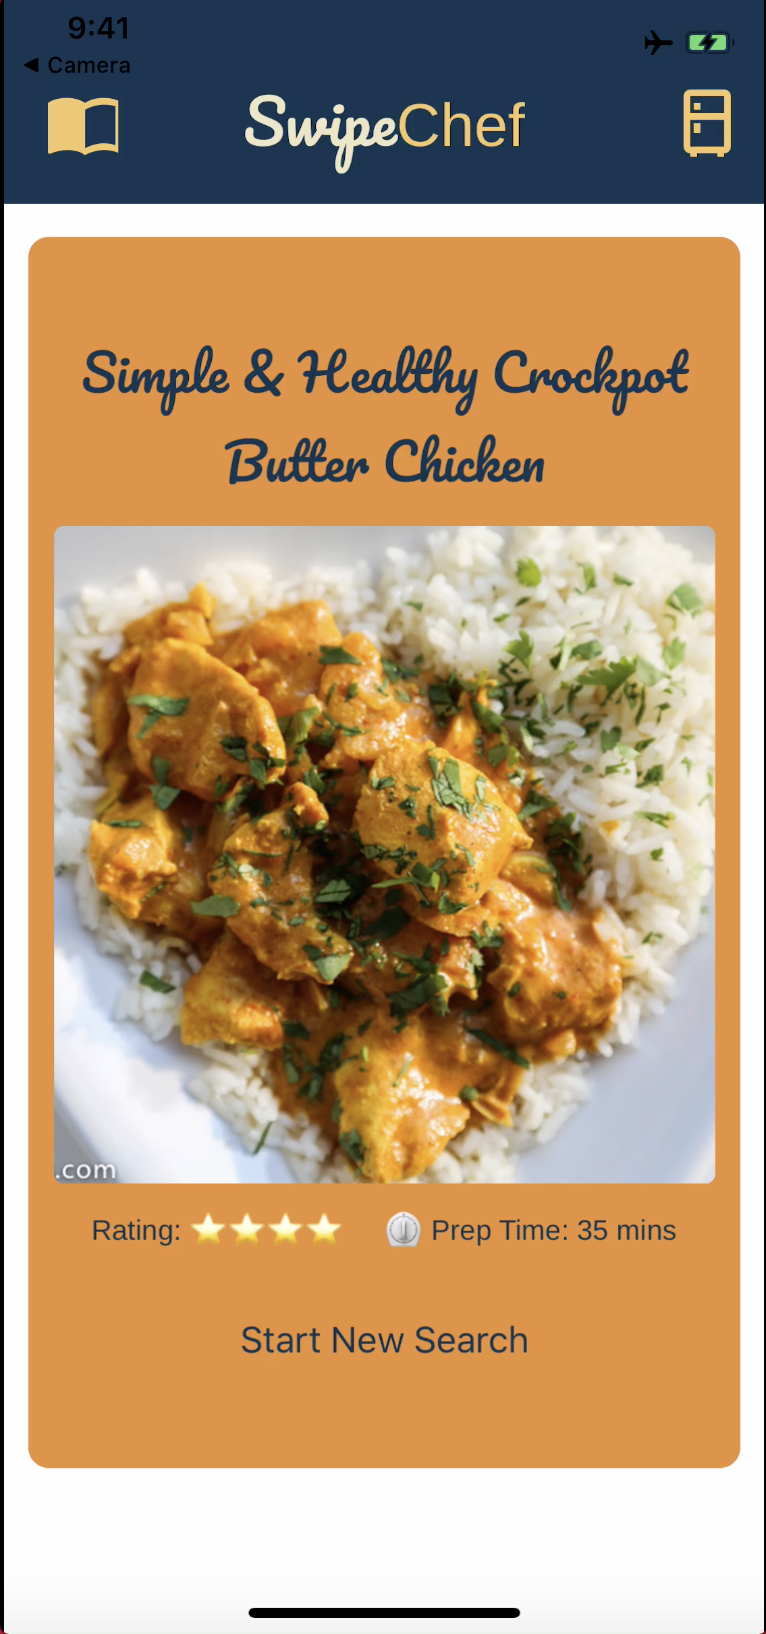 9:41
◀ Camera
SwipeChef
Simple & Healthy Crockpot
Butter Chicken
.com
Rating: ⭐⭐⭐⭐ Prep Time: 35 mins
Start New Search